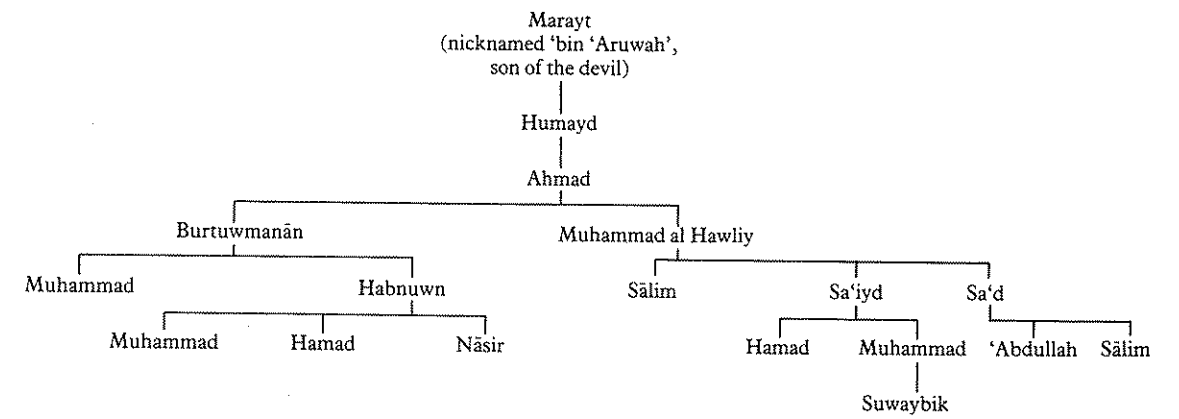 Marayt
(nicknamed ‘bin ‘Aruwah’,
son of the devil)
Humayd
Ahmad
Burtuwmanān Muhammad al Hawliy
Muhammad Habnuwn Sālim Sa‘iyd Sa‘d
Muhammad Hamad Nāsir Hamad Muhammad ‘Abdullah Sālim
Suwaybik